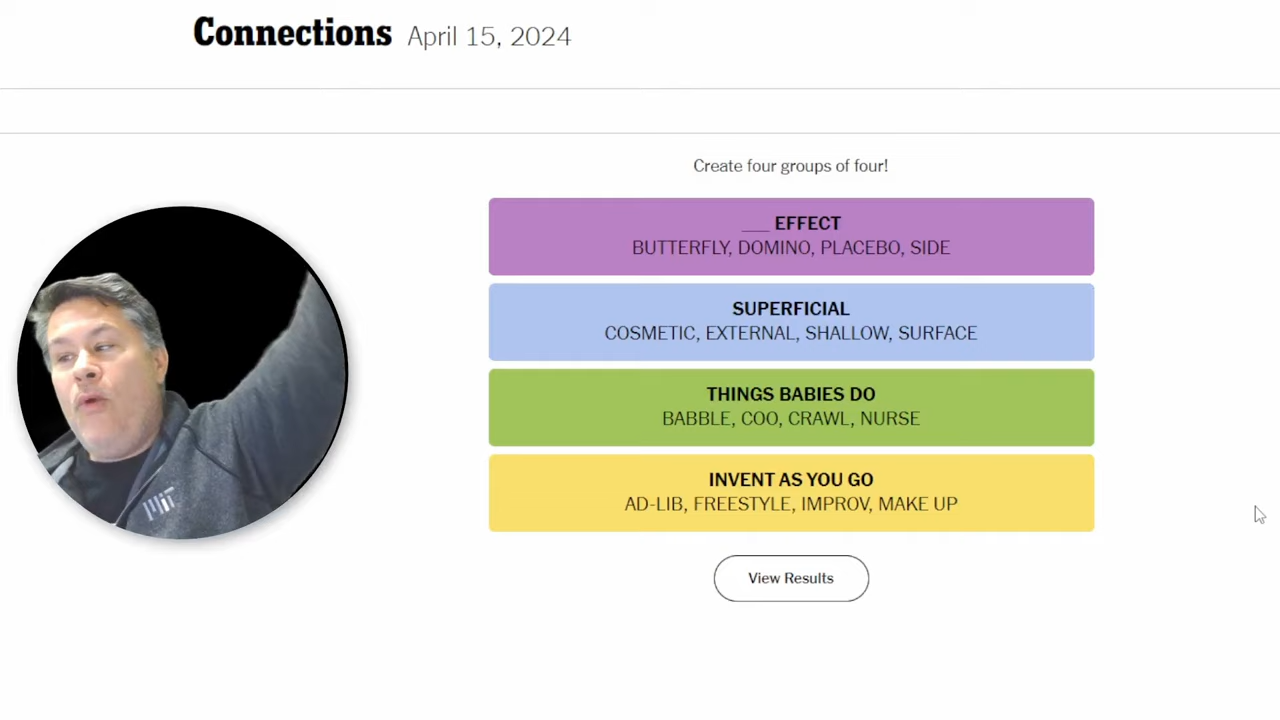 Connections April 15, 2024
Create four groups of four!
___ EFFECT
BUTTERFLY, DOMINO, PLACEBO, SIDE
SUPERFICIAL
COSMETIC, EXTERNAL, SHALLOW, SURFACE
THINGS BABIES DO
BABBLE, COO, CRAWL, NURSE
INVENT AS YOU GO
AD-LIB, FREESTYLE, IMPROV, MAKE UP
MIT
View Results